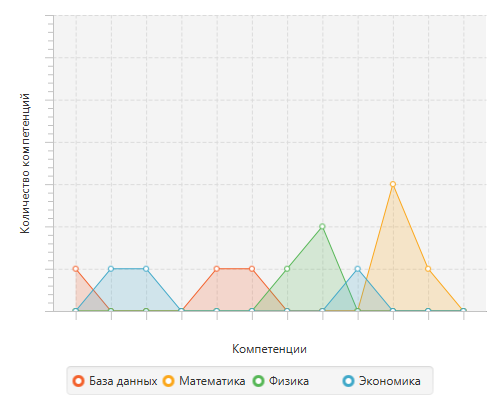 Количество компетенций
Компетенции
База данных Математика Физика Экономика